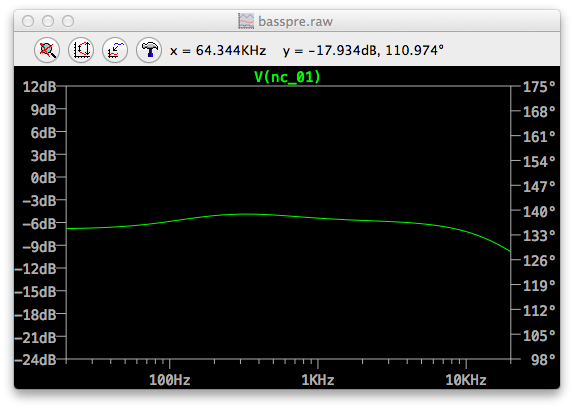 basspre.raw
x = 64.344KHz y = -17.934dB, 110.974°
V(nc_01)
12dB 175°
9dB 168°
6dB 161°
3dB 154°
0dB 147°
-3dB 140°
-6dB 133°
-9dB 126°
-12dB 119°
-15dB 112°
-18dB 105°
-21dB
-24dB 98°
100Hz 1KHz 10KHz